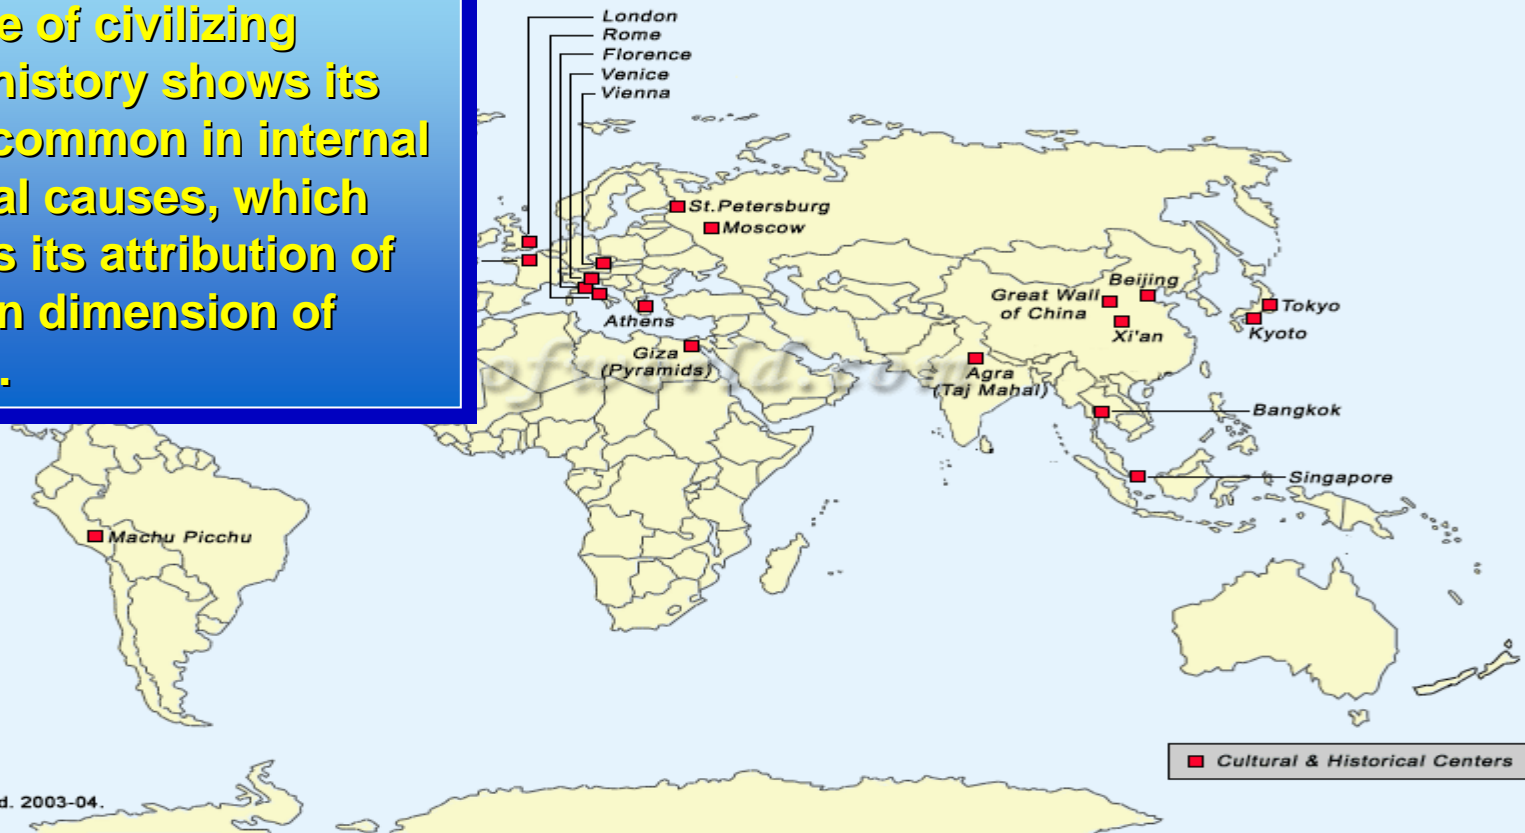 e of civilizing
history shows its
common in internal
al causes, which
s its attribution of
n dimension of
.
London
Rome
Florence
Venice
Vienna
St.Petersburg
Moscow
Athens
Giza
(Pyramids)
Beijing
Great Wall
of China
Xi'an
Tokyo
Kyoto
Agra
(Taj Mahal)
ofworld.com
Bangkok
Singapore
Machu Picchu
Cultural & Historical Centers
d. 2003-04.